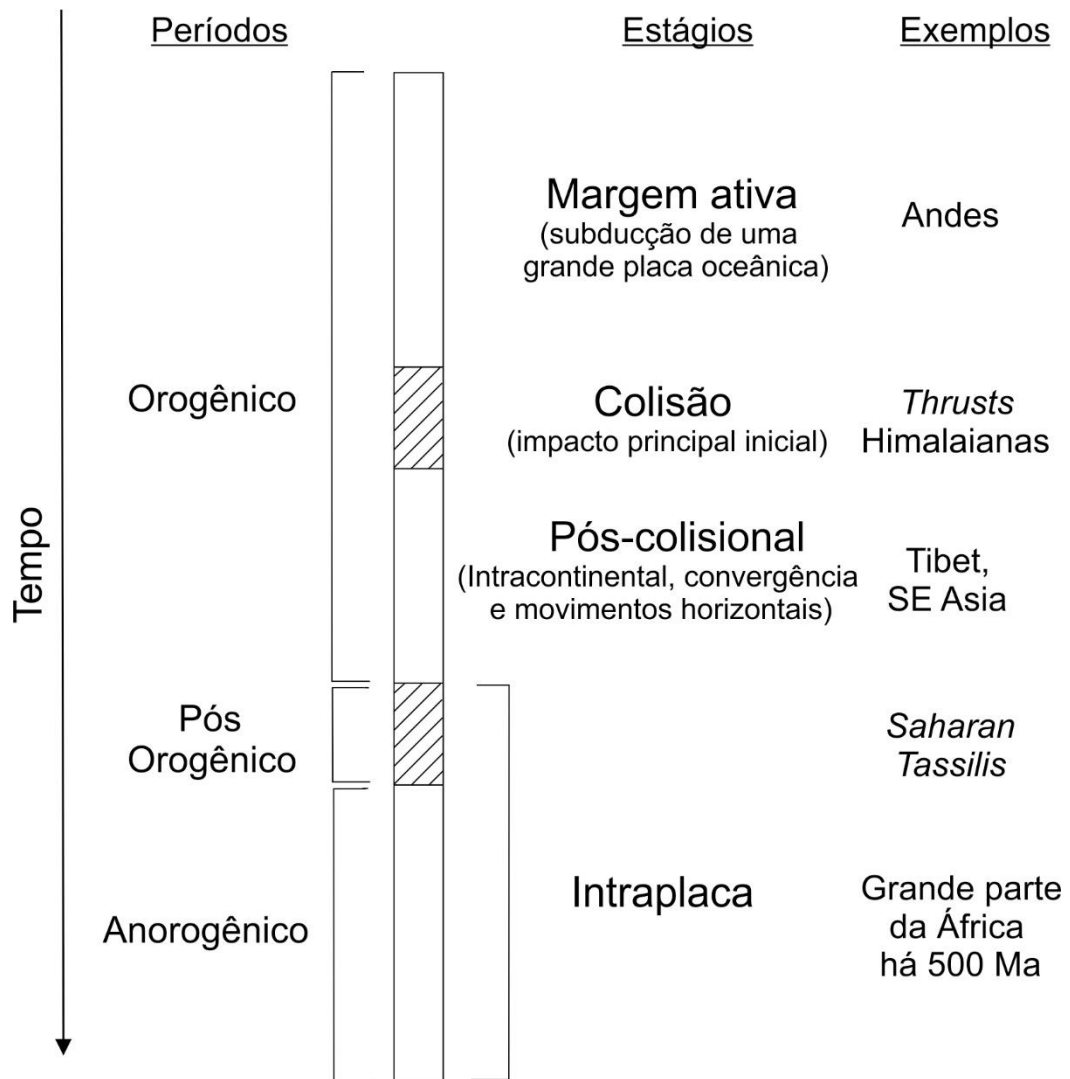 Períodos
Estágios
Exemplos
Margem ativa
(subducção de uma
grande placa oceânica)
Andes
Orogênico
Colisão
(impacto principal inicial)
Thrusts
Himalaianas
Tempo
Pós-colisional
(Intracontinental, convergência
e movimentos horizontais)
Tibet,
SE Asia
Pós
Orogênico
Saharan
Tassilis
Anorogênico
Intraplaca
Grande parte
da África
há 500 Ma